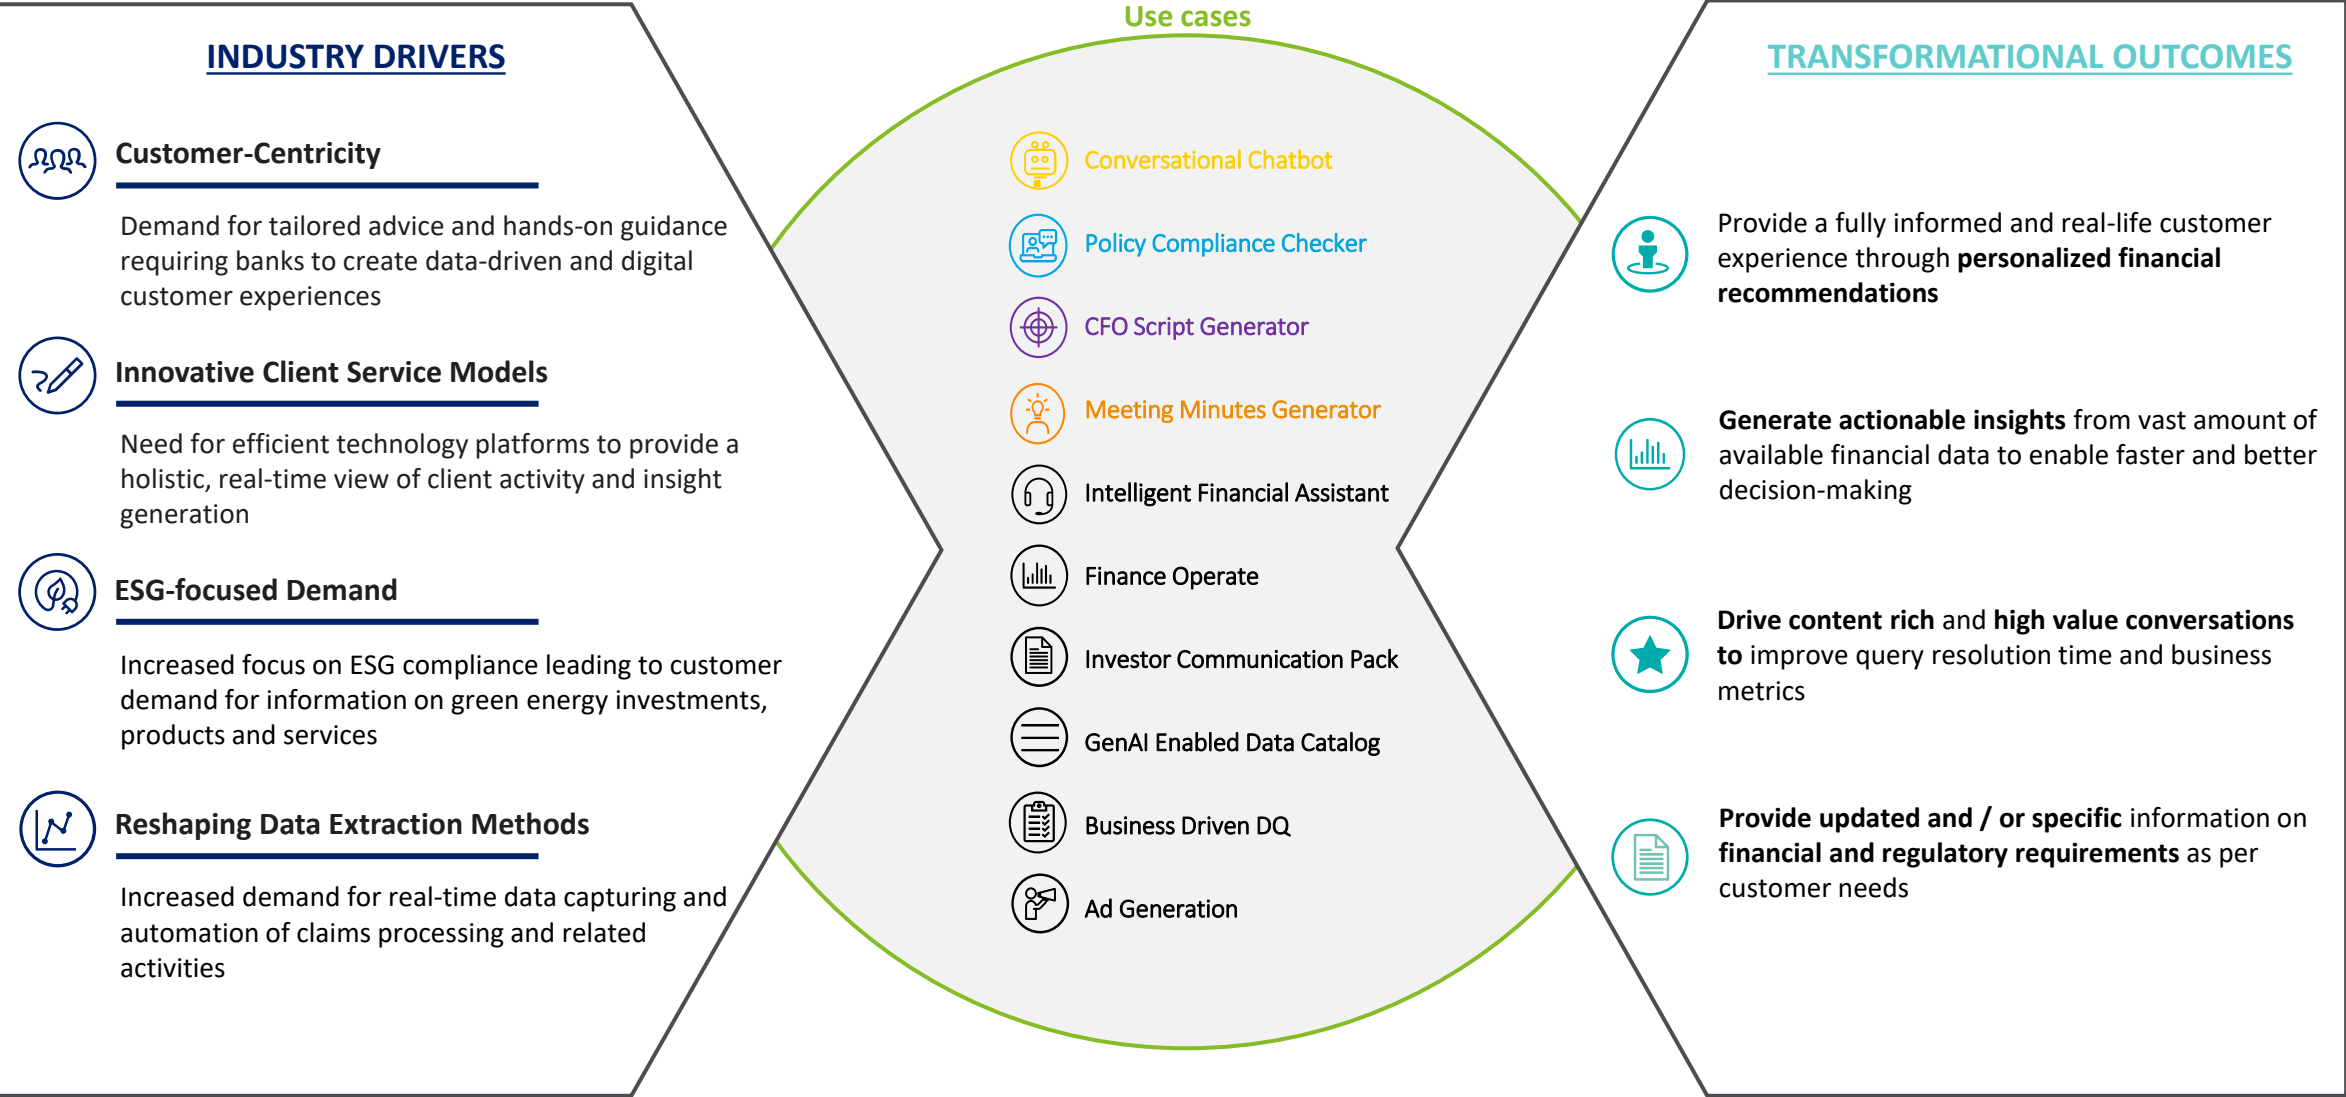 INDUSTRY DRIVERS
Customer-Centricity
Demand for tailored advice and hands-on guidance
requiring banks to create data-driven and digital
customer experiences
Innovative Client Service Models
Need for efficient technology platforms to provide a
holistic, real-time view of client activity and insight
generation
ESG-focused Demand
Increased focus on ESG compliance leading to customer
demand for information on green energy investments,
products and services
Reshaping Data Extraction Methods
Increased demand for real-time data capturing and
automation of claims processing and related
activities
Use cases
Conversational Chatbot
Policy Compliance Checker
CFO Script Generator
Meeting Minutes Generator
Intelligent Financial Assistant
Finance Operate
Investor Communication Pack
GenAI Enabled Data Catalog
Business Driven DQ
Ad Generation
TRANSFORMATIONAL OUTCOMES
Provide a fully informed and real-life customer
experience through personalized financial
recommendations
Generate actionable insights from vast amount of
available financial data to enable faster and better
decision-making
Drive content rich and high value conversations
to improve query resolution time and business
metrics
Provide updated and / or specific information on
financial and regulatory requirements as per
customer needs